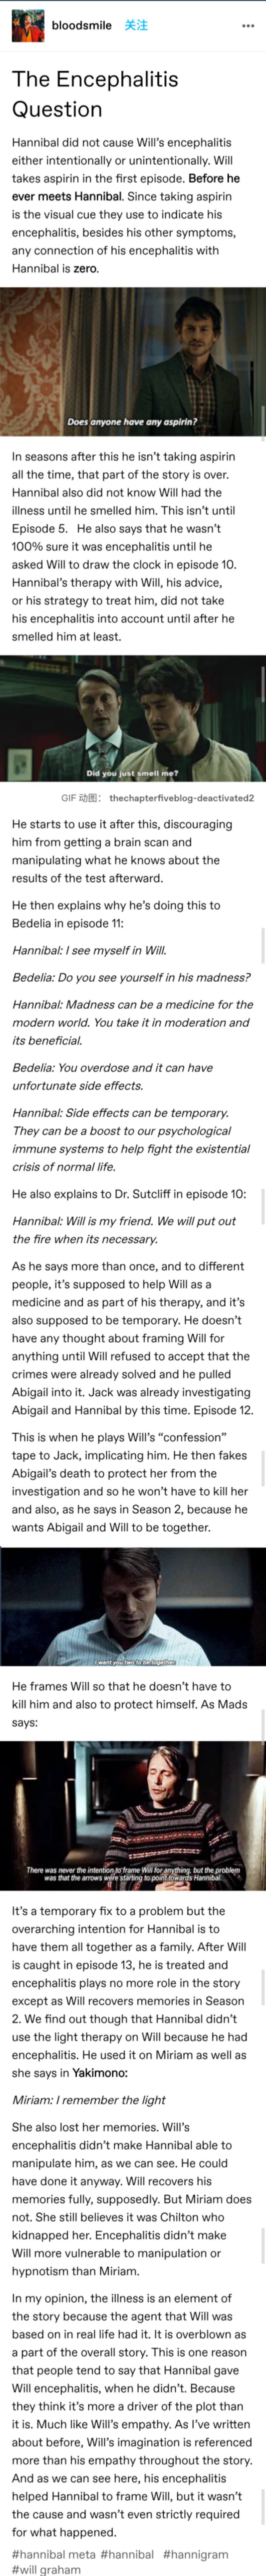 bloodsmile 关注 ...
The Encephalitis
Question
Hannibal did not cause Will's encephalitis
either intentionally or unintentionally. Will
takes aspirin in the first episode. Before he
ever meets Hannibal. Since taking aspirin
is the visual cue they use to indicate his
encephalitis, besides his other symptoms,
any connection of his encephalitis with
Hannibal is zero.
Does anyone have any aspirin?
In seasons after this he isn't taking aspirin
all the time, that part of the story is over.
Hannibal also did not know Will had the
illness until he smelled him. This isn't until
Episode 5. He also says that he wasn't
100% sure it was encephalitis until he
asked Will to draw the clock in episode 10.
Hannibal's therapy with Will, his advice,
or his strategy to treat him, did not take
his encephalitis into account until after he
smelled him at least.
Did you just smell me?
GIF 动图： thechapterfiveblog-deactivated2
He starts to use it after this, discouraging
him from getting a brain scan and
manipulating what he knows about the
results of the test afterward.
He then explains why he's doing this to
Bedelia in episode 11:
Hannibal: I see myself in Will.
Bedelia: Do you see yourself in his madness?
Hannibal: Madness can be a medicine for the
modern world. You take it in moderation and
its beneficial.
Bedelia: You overdose and it can have
unfortunate side effects.
Hannibal: Side effects can be temporary.
They can be a boost to our psychological
immune systems to help fight the existential
crisis of normal life.
He also explains to Dr. Sutcliff in episode 10:
Hannibal: Will is my friend. We will put out
the fire when its necessary.
As he says more than once, and to different
people, it's supposed to help Will as a
medicine and as part of his therapy, and it's
also supposed to be temporary. He doesn't
have any thought about framing Will for
anything until Will refused to accept that the
crimes were already solved and he pulled
Abigail into it. Jack was already investigating
Abigail and Hannibal by this time. Episode 12.
This is when he plays Will's "confession"
tape to Jack, implicating him. He then fakes
Abigail's death to protect her from the
investigation and so he won't have to kill her
and also, as he says in Season 2, because he
wants Abigail and Will to be together.
I want you two to be together.
He frames Will so that he doesn't have to
kill him and also to protect himself. As Mads
says:
There was never the intention to frame Will for anything, but the problem
was that the arrows were starting to point towards Hannibal.
It's a temporary fix to a problem but the
overarching intention for Hannibal is to
have them all together as a family. After Will
is caught in episode 13, he is treated and
encephalitis plays no more role in the story
except as Will recovers memories in Season
2. We find out though that Hannibal didn't
use the light therapy on Will because he had
encephalitis. He used it on Miriam as well as
she says in Yakimono:
Miriam: I remember the light
She also lost her memories. Will's
encephalitis didn't make Hannibal able to
manipulate him, as we can see. He could
have done it anyway. Will recovers his
memories fully, supposedly. But Miriam does
not. She still believes it was Chilton who
kidnapped her. Encephalitis didn't make
Will more vulnerable to manipulation or
hypnotism than Miriam.
In my opinion, the illness is an element of
the story because the agent that Will was
based on in real life had it. It is overblown as
a part of the overall story. This is one reason
that people tend to say that Hannibal gave
Will encephalitis, when he didn't. Because
they think it's more a driver of the plot than
it is. Much like Will's empathy. As I've written
about before, Will's imagination is referenced
more than his empathy throughout the story.
And as we can see here, his encephalitis
helped Hannibal to frame Will, but it wasn't
the cause and wasn't even strictly required
for what happened.
#hannibal meta #hannibal #hannigram
#will graham